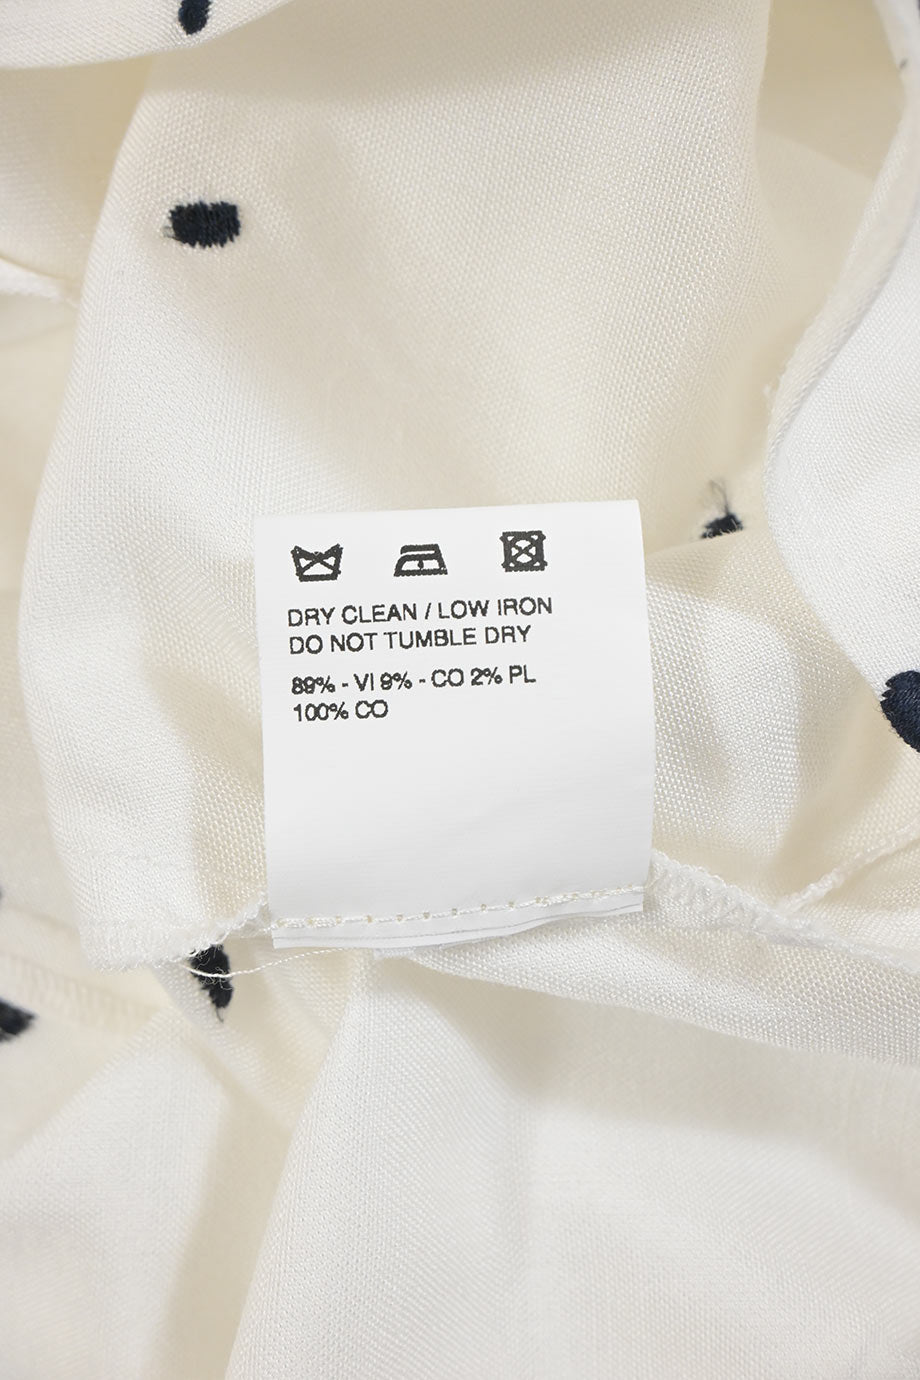 DRY CLEAN / LOW IRON
DO NOT TUMBLE DRY
89% - VI 9% - CO 2% PL
100% CO